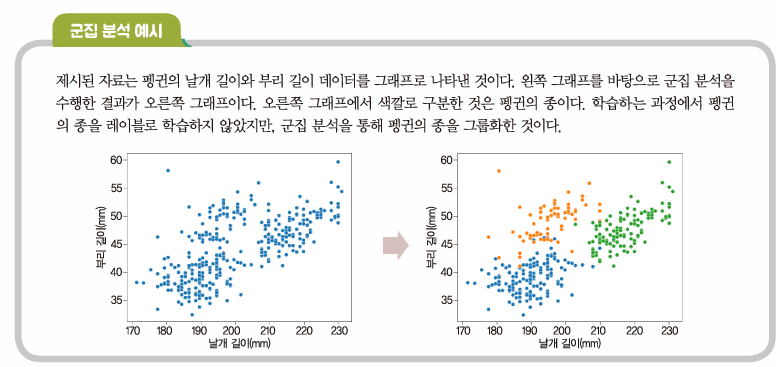 군집 분석 예시
제시된 자료는 펭귄의 날개 길이와 부리 길이 데이터를 그래프로 나타낸 것이다. 왼쪽 그래프를 바탕으로 군집 분석을
수행한 결과가 오른쪽 그래프이다. 오른쪽 그래프에서 색깔로 구분한 것은 펭귄의 종이다. 학습하는 과정에서 펭귄
의 종을 레이블로 학습하지 않았지만, 군집 분석을 통해 펭귄의 종을 그룹화한 것이다.
부리 길이(mm)
60
55
50
45
40
35
170 180 190 200 210 220 230
날개 길이(mm)
부리 길이(mm)
60
55
50
45
40
35
170 180 190 200 210 220 230
날개 길이(mm)